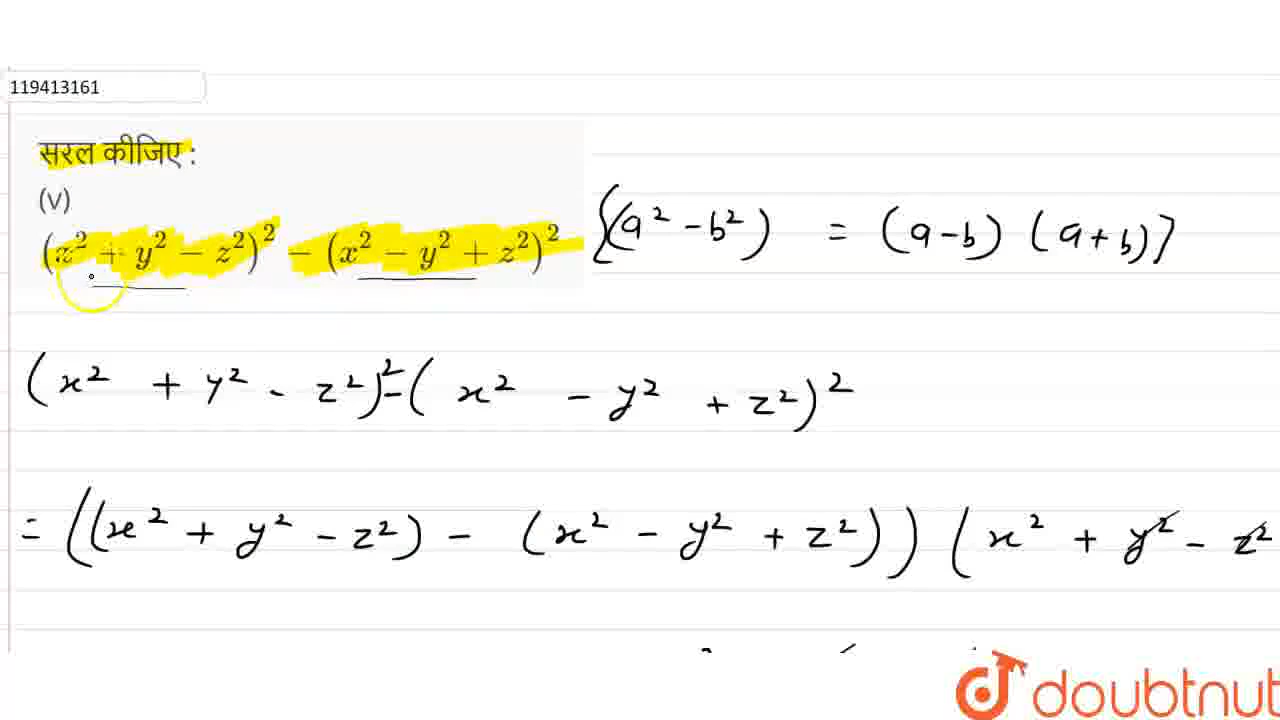 119413161
सरल कीजिए :
(v)
(x² + y² − z²)² − (x² − y² + z²)²
{(a² - b²) = (a-b) (a+b)}
(x² + y² - z²)² - (x² - y² + z²)²
= ((x² + y² - z²) - (x² - y² + z²)) (x² + y² - z²
doubtnut